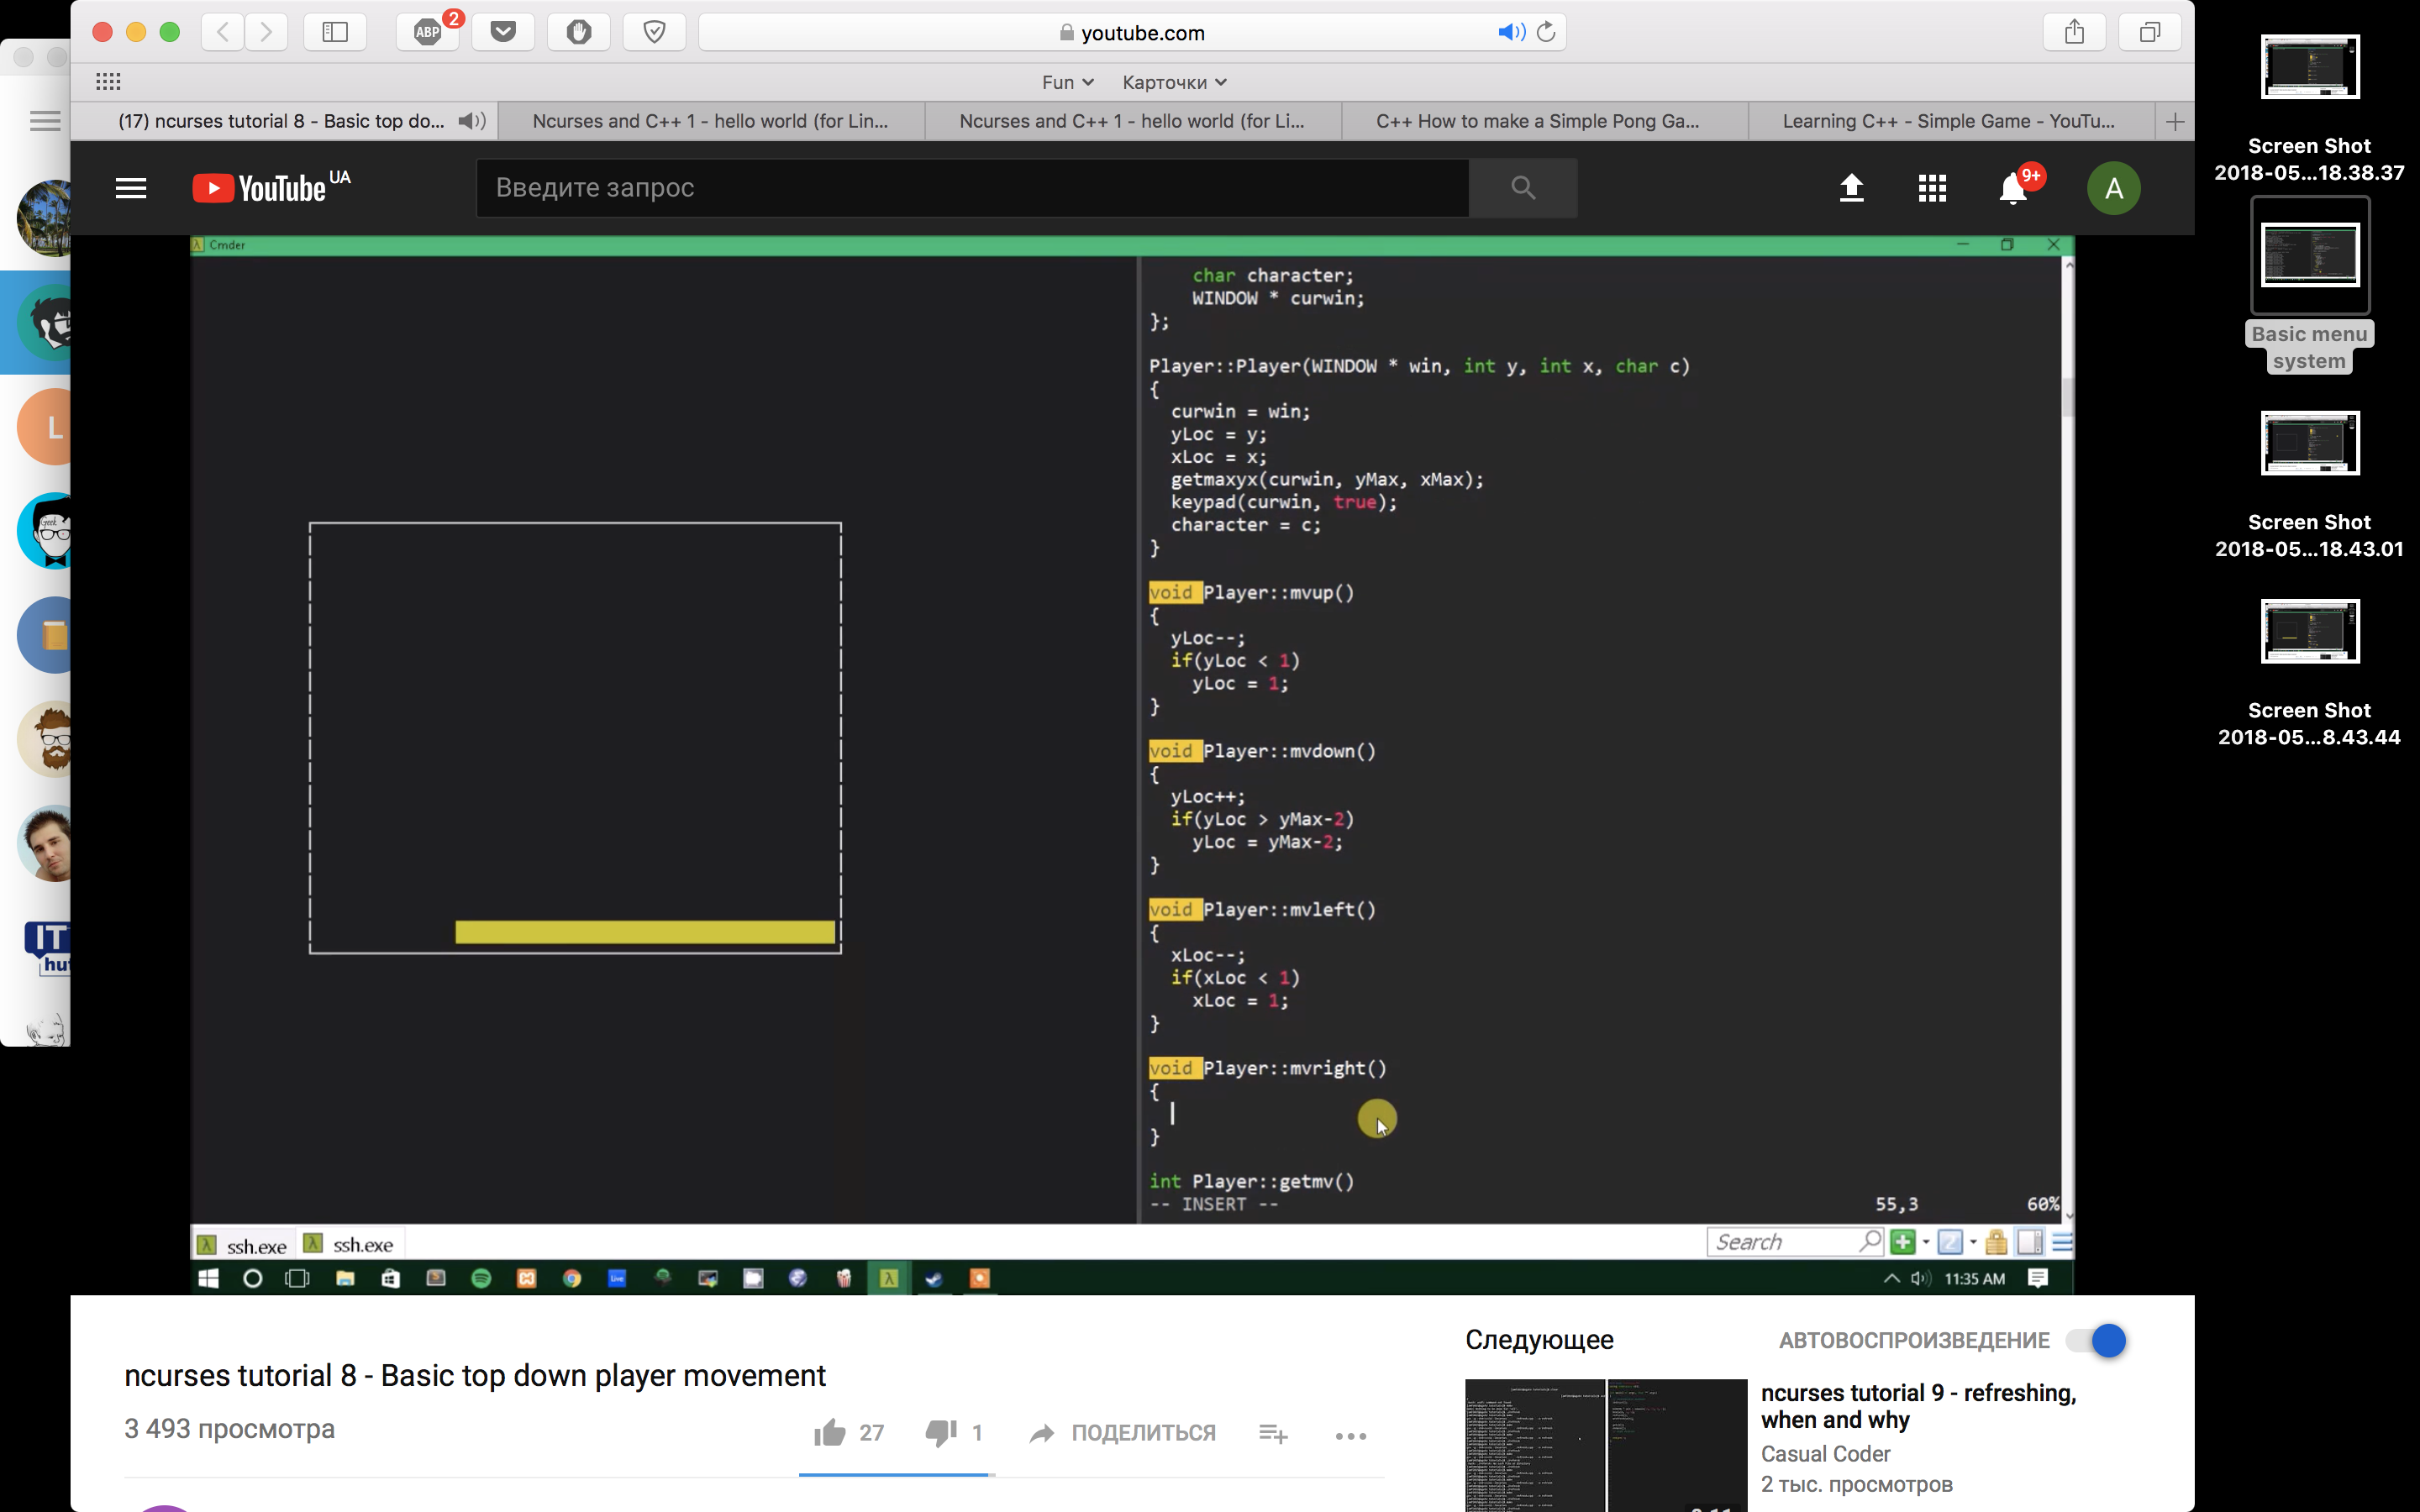 ABP
2
youtube.com
Fun
Карточки
(17) ncurses tutorial 8 - Basic top do...
Ncurses and C++ 1 - hello world (for Lin...
Ncurses and C++ 1 - hello world (for Li...
C++ How to make a Simple Pong Ga...
Learning C++ - Simple Game - YouTu...
YouTube UA
Введите запрос
9+
A
Cmder
char character;
WINDOW * curwin;
};
Player::Player(WINDOW * win, int y, int x, char c)
{
curwin = win;
yLoc = y;
xLoc = x;
getmaxyx(curwin, yMax, xMax);
keypad(curwin, true);
character = c;
}
void Player::mvup()
{
yLoc--;
if(yLoc < 1)
yLoc = 1;
}
void Player::mvdown()
{
yLoc++;
if(yLoc > yMax-2)
yLoc = yMax-2;
}
void Player::mvleft()
{
xLoc--;
if(xLoc < 1)
xLoc = 1;
}
void Player::mvright()
{
}
int Player::getmv()
-- INSERT --
55,3
60%
ssh.exe
ssh.exe
Search
Live
11:35 AM
ncurses tutorial 8 - Basic top down player movement
3 493 просмотра
27
1
ПОДЕЛИТЬСЯ
Следующее
АВТОВОСПРОИЗВЕДЕНИЕ
ncurses tutorial 9 - refreshing,
when and why
Casual Coder
2 тыс. просмотров
L
Geek
IT
Screen Shot
2018-05...18.38.37
Basic menu
system
Screen Shot
2018-05...18.43.01
Screen Shot
2018-05...8.43.44